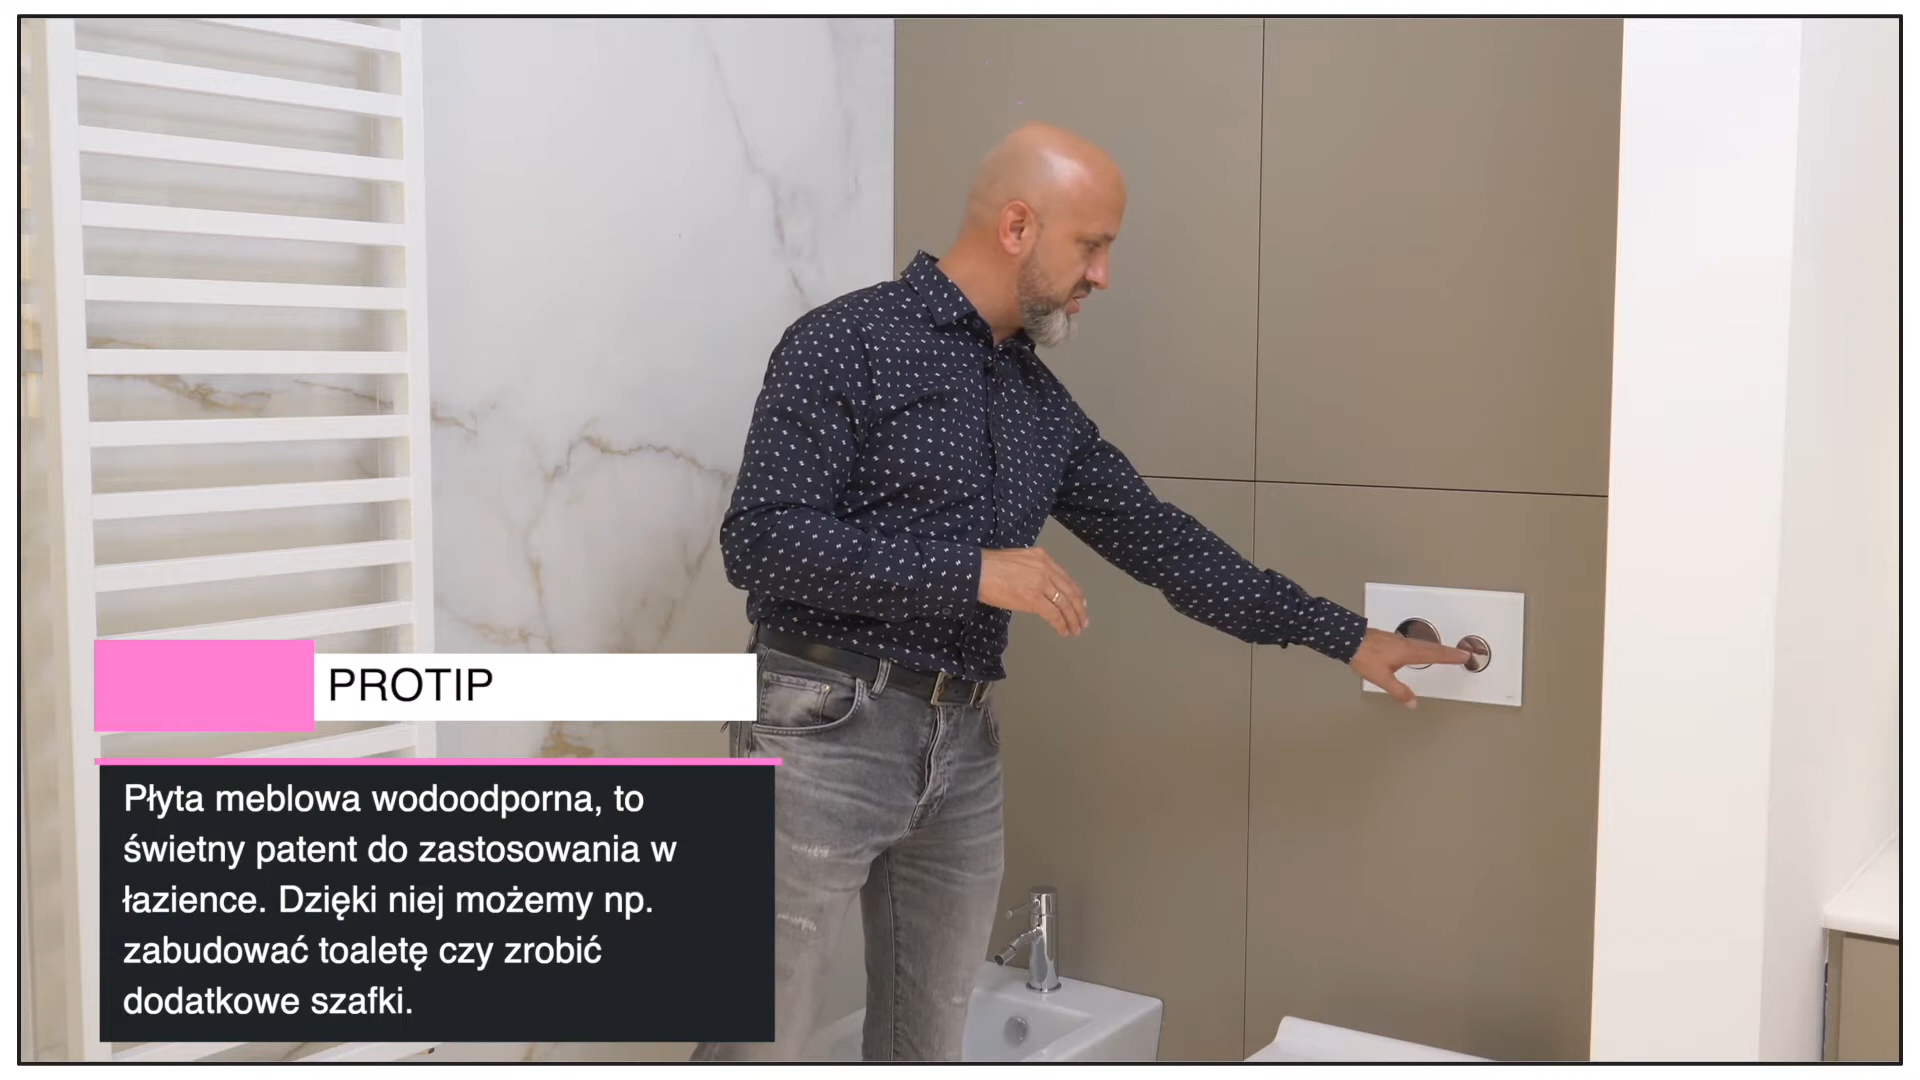 PROTIP
Płyta meblowa wodoodporna, to
świetny patent do zastosowania w
łazience. Dzięki niej możemy np.
zabudować toaletę czy zrobić
dodatkowe szafki.